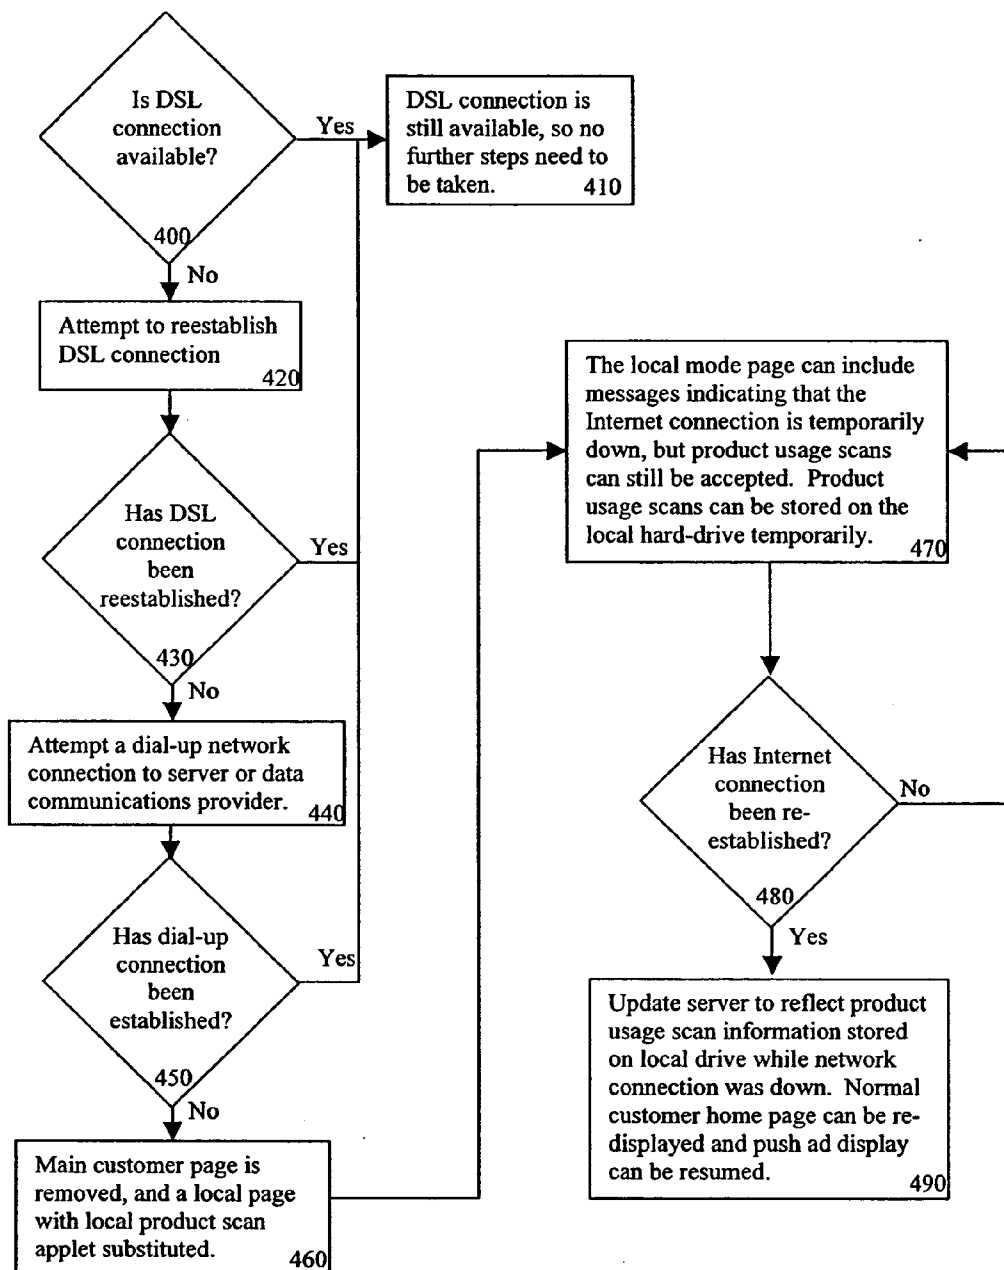 Is DSL
connection
available?
400
Yes
DSL connection is
still available, so no
further steps need to
be taken. 410
No
Attempt to reestablish
DSL connection
420
Has DSL
connection
been
reestablished?
430
Yes
No
Attempt a dial-up network
connection to server or data
communications provider.
440
Has dial-up
connection
been
established?
450
Yes
No
Main customer page is
removed, and a local page
with local product scan
applet substituted.
460
The local mode page can include
messages indicating that the
Internet connection is temporarily
down, but product usage scans
can still be accepted. Product
usage scans can be stored on the
local hard-drive temporarily.
470
Has Internet
connection
been re-
established?
480
No
Yes
Update server to reflect product
usage scan information stored
on local drive while network
connection was down. Normal
customer home page can be re-
displayed and push ad display
can be resumed.
490